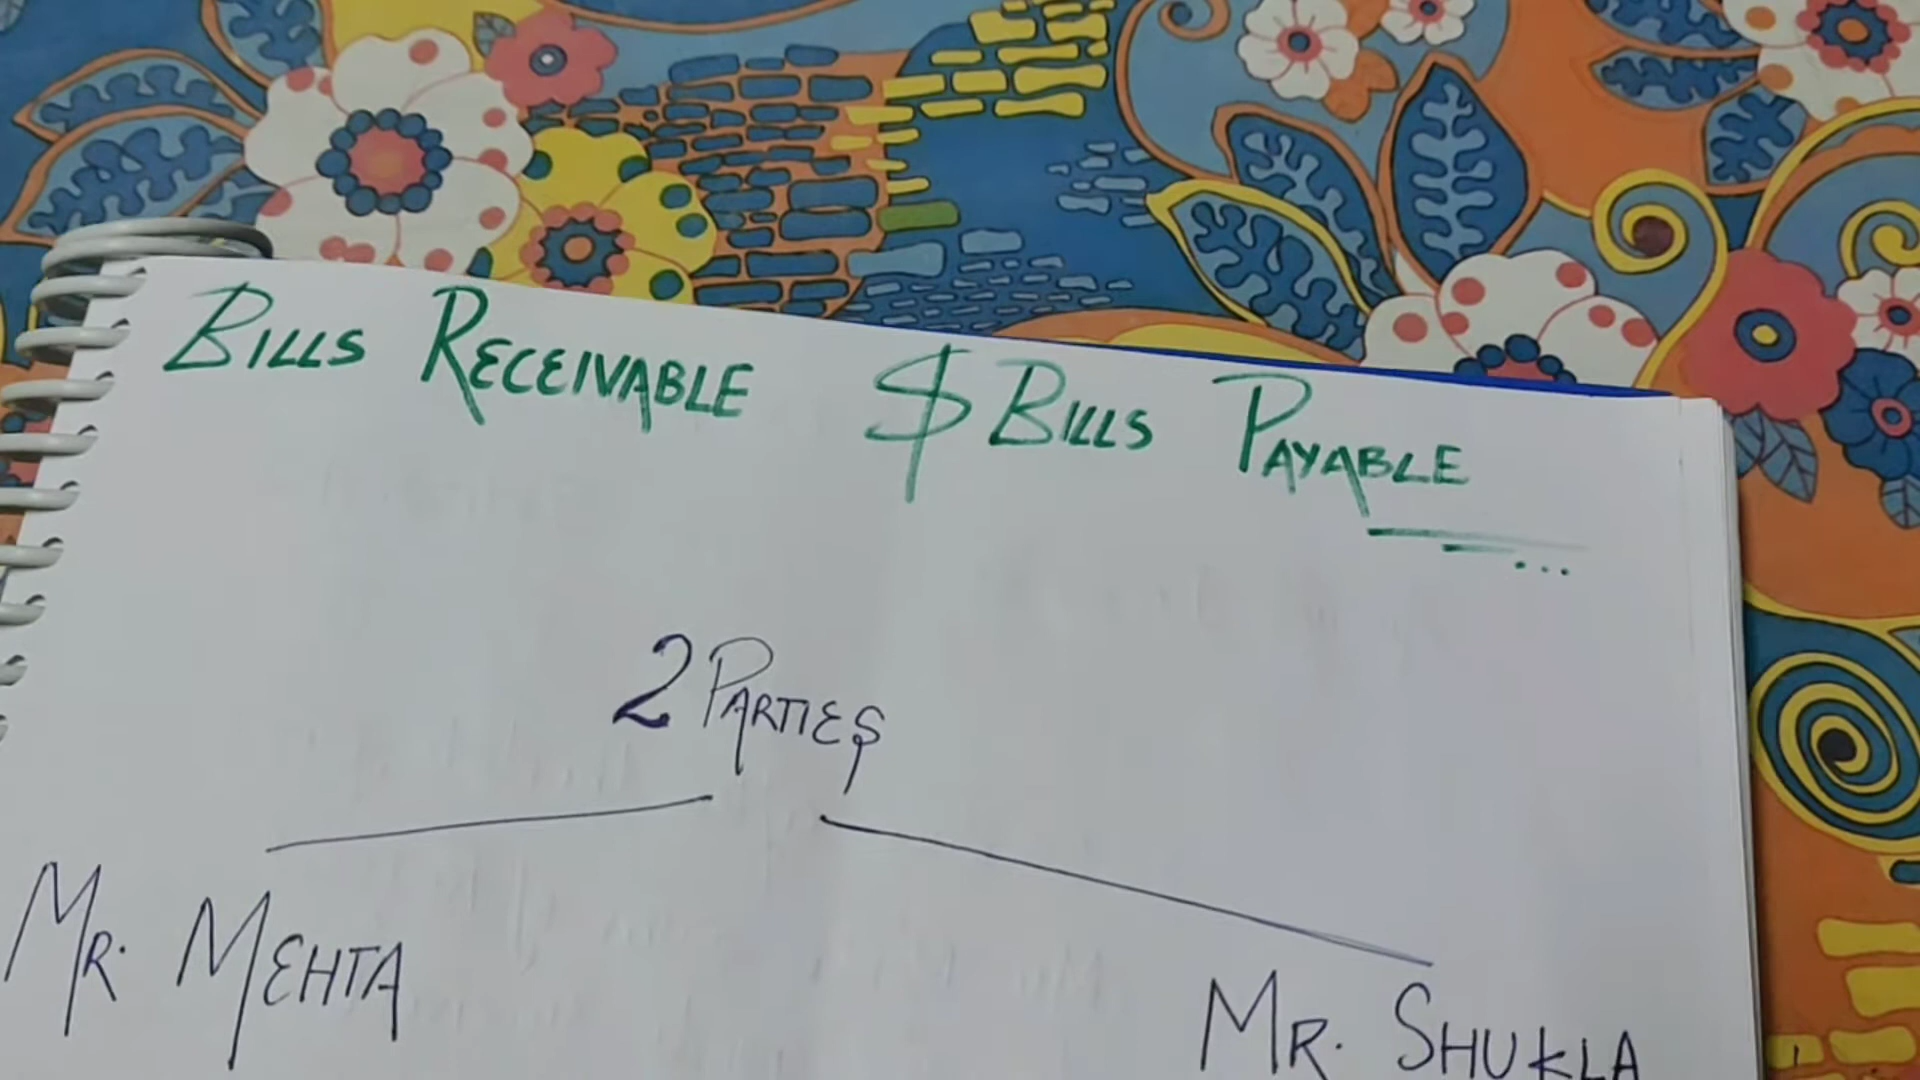 BILLS RECEIVABLE $ BILLS PAYABLE
2 PARTIES
MR. MEHTA
MR. SHUKLA